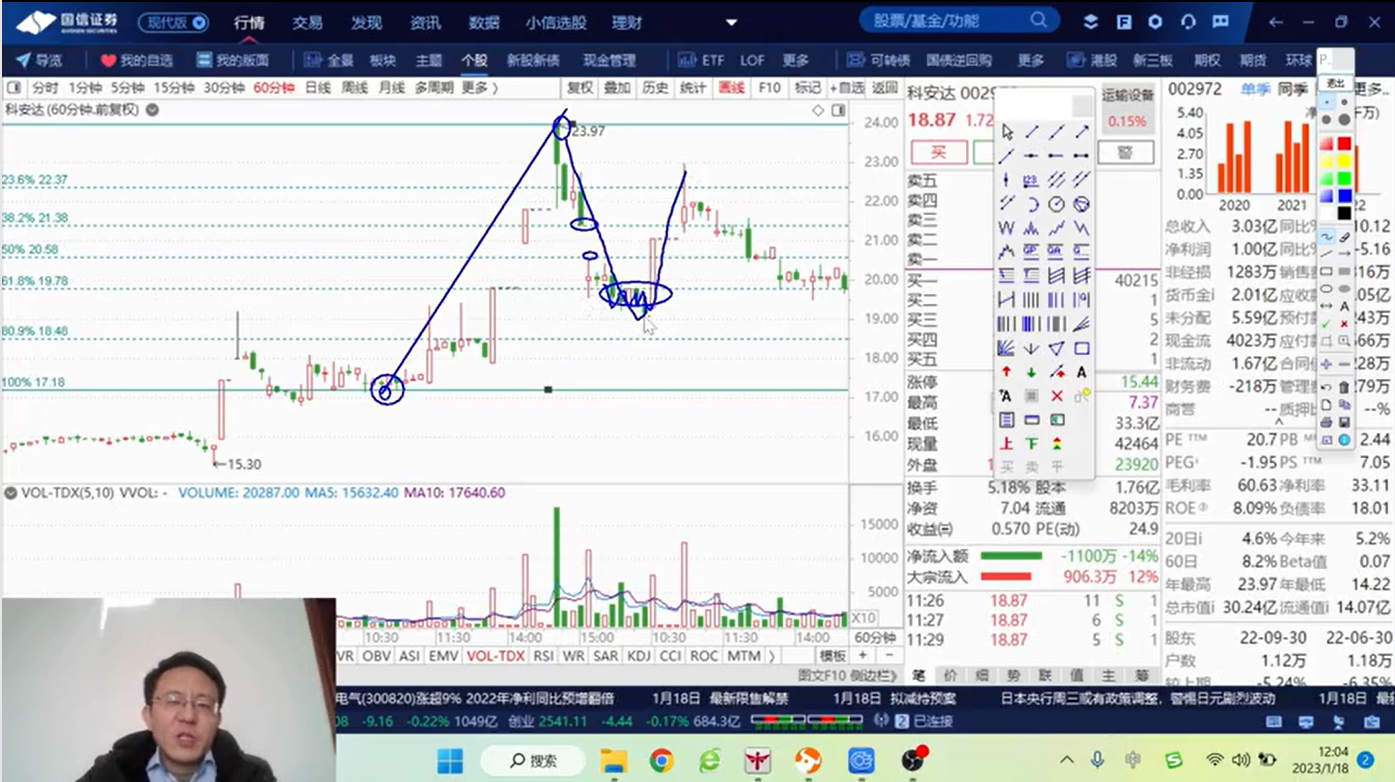 国信证券
GUOSEN SECURITIES
现代版
行情 交易 发现 资讯 数据 小信选股 理财
股票/基金/功能
导览 我的自选 我的版面 全景 板块 主题 个股 新股新债 现金管理 ETF LOF 更多 可转债 国债逆回购 更多 港股 新三板 期权 期货 环球
分时 1分钟 5分钟 15分钟 30分钟 60分钟 日线 周线 月线 多周期 更多 〉 复权 叠加 历史 统计 画线 F10 标记 +自选 返回
科安达 (60分钟.前复权)
23.97
24.00
23.00
22.00
21.00
20.00
19.00
18.00
17.00
16.00
23.6% 22.37
38.2% 21.38
50% 20.58
61.8% 19.78
80.9% 18.48
100% 17.18
15.30
VOL-TDX(5,10) VVOL: - VOLUME: 20287.00 MA5: 15632.40 MA10: 17640.60
15000
10000
5000
X10
10:30 11:30 14:00 15:00 10:30 11:30 14:00 60分钟
VR OBV ASI EMV VOL-TDX RSI WR SAR KDJ CCI ROC MTM 〉 模板 + −
图文F10 侧边栏》
科安达
18.87 1.72
运输设备
0.15%
买
警
卖五
卖四
卖三
卖二
卖一
买一 40215
买二 1
买三 5
买四 2
买五 1
涨停 15.44
最高 7.37
最低 33.3亿
现量 42464
外盘 23920
换手 5.18% 股本 1.76亿
净资 7.04 流通 8203万
收益㈢ 0.570 PE(动) 24.9
净流入额 -1100万 -14%
大宗流入 906.3万 12%
11:26 18.87 11 S 1
11:27 18.87 6 S 1
11:29 18.87 5 S 1
笔 价 细 势 联 值 主 筹
123
GP GA G
A
上 下
买 卖 平
002972 单季 同季
5.40
4.05
2.70
1.35
0.00
2020 2021
总收入 3.03亿 同比% 10.12
净利润 1.00亿 同比% -5.16
非经损 1283万
货币金i 2.01亿
未分配 5.59亿
现金流 4023万
非流动 1.67亿
财务费 -218万
商誉 -- 质押比 --%
PE TTM 20.7 PB 2.44
PEG -1.95 PS TTM 7.05
毛利率 60.63 净利率 33.11
ROE 8.09% 负债率 18.01
20日i 4.6% 今年来 5.2%
60日 8.2% Beta值 0.07
年最高 23.97 年最低 14.22
总市值i 30.24亿 流通值i 14.07亿
股东 22-09-30 22-06-30
户数 1.12万 1.18万
较上期 -5.24% -6.35%
退出
电气(300820)涨超9% 2022年净利同比预增翻倍 1月18日 最新限售解禁 1月18日 拟减持预案 日本央行周三或有政策调整，警惕日元剧烈波动 1月18日
-9.16 -0.22% 1049亿 创业 2541.11 -4.44 -0.17% 684.3亿 2 已连接
搜索
中
12:04
2023/1/18
2